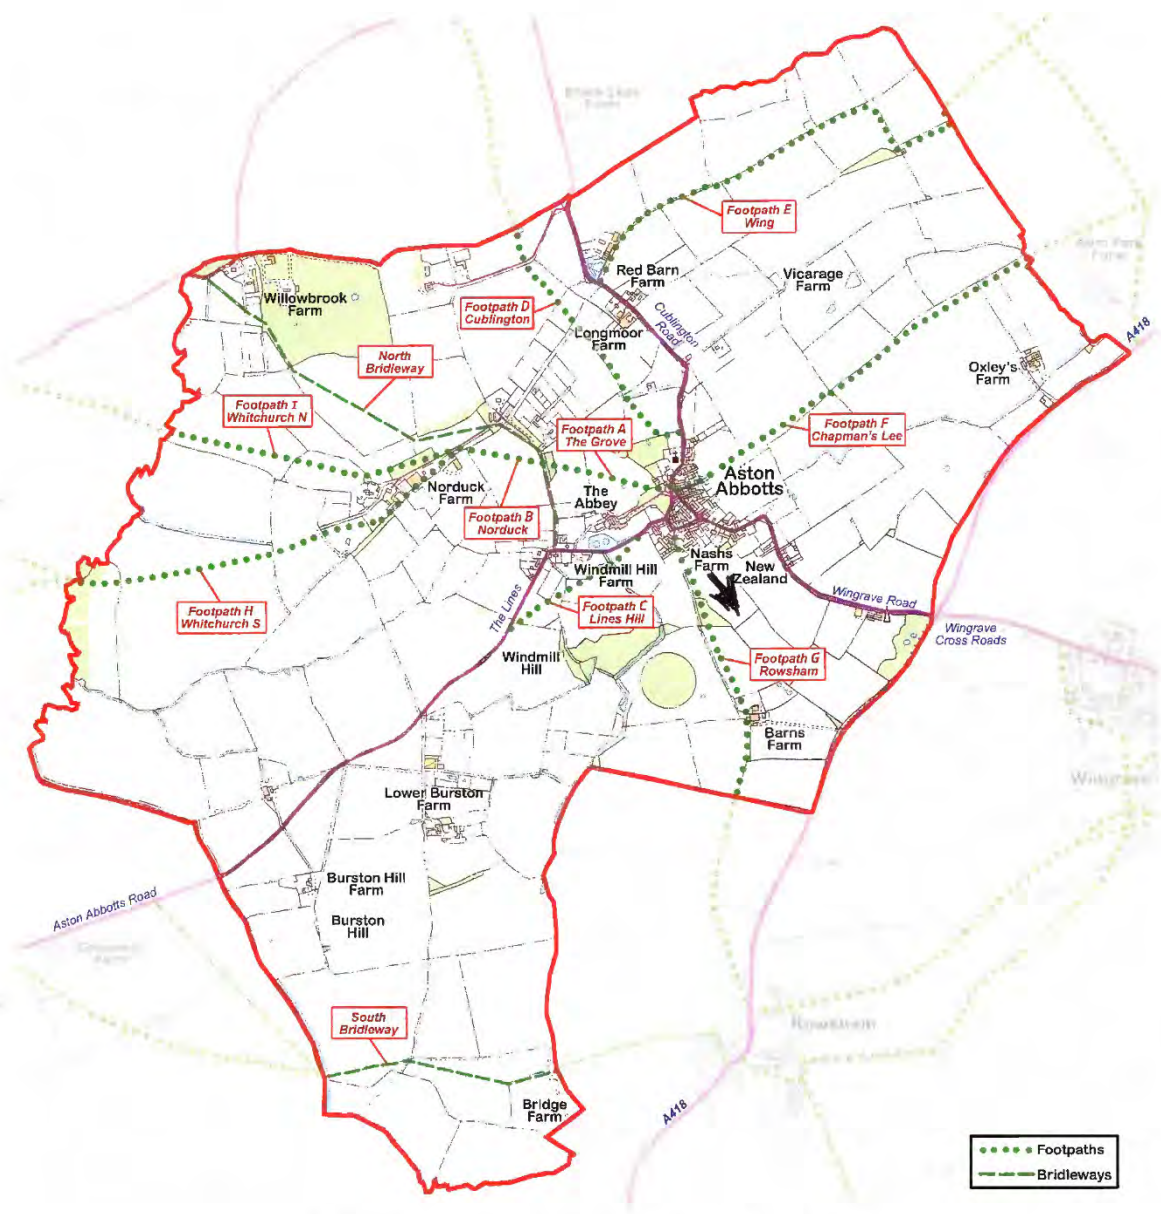 Footpath E
Wing
Red Barn
Farm
Vicarage
Farm
Willowbrook
Farm
Footpath D
Cublington
Cublington
Road
Longmoor
Farm
A418
North
Bridleway
Oxley's
Farm
Footpath I
Whitchurch N
Footpath A
The Grove
Footpath F
Chapman's Lee
Aston
Abbotts
Norduck
Farm
The
Abbey
Footpath B
Norduck
Nashs
Farm
New
Zealand
Windmill Hill
Farm
Wingrave Road
Footpath H
Whitchurch S
The Lines
Footpath C
Lines Hill
Wingrave
Cross Roads
Windmill
Hill
Footpath G
Rowsham
Barns
Farm
Wingrave
Lower Burston
Farm
Burston Hill
Farm
Aston Abbotts Road
Burston
Hill
South
Bridleway
Rowsham
Bridge
Farm
A418
Footpaths
Bridleways